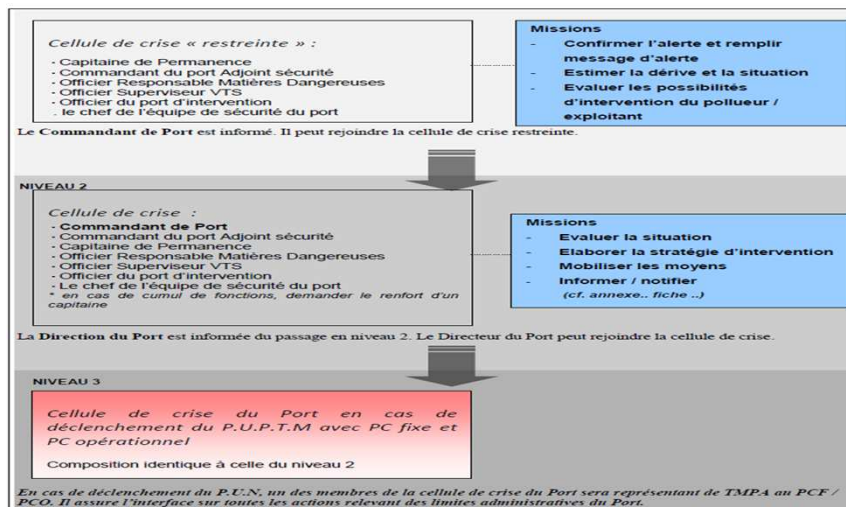 Cellule de crise « restreinte » :
- Capitaine de Permanence
- Commandant du port Adjoint sécurité
- Officier Responsable Matières Dangereuses
- Officier Superviseur VTS
- Officier du port d'intervention
. le chef de l'équipe de sécurité du port
Missions
- Confirmer l'alerte et remplir
message d'alerte
- Estimer la dérive et la situation
- Evaluer les possibilités
d'intervention du pollueur /
exploitant
Le Commandant de Port est informé. Il peut rejoindre la cellule de crise restreinte.
NIVEAU 2
Cellule de crise :
- Commandant de Port
- Commandant du port Adjoint sécurité
- Capitaine de Permanence
- Officier Responsable Matières Dangereuses
- Officier Superviseur VTS
- Officier du port d'intervention
- Le chef de l'équipe de sécurité du port
* en cas de cumul de fonctions, demander le renfort d'un
capitaine
Missions
- Evaluer la situation
- Elaborer la stratégie d'intervention
- Mobiliser les moyens
- Informer / notifier
(cf. annexe.. fiche ..)
La Direction du Port est informée du passage en niveau 2. Le Directeur du Port peut rejoindre la cellule de crise.
NIVEAU 3
Cellule de crise du Port en cas de
déclenchement du P.U.P.T.M avec PC fixe et
PC opérationnel
Composition identique à celle du niveau 2
En cas de déclenchement du P.U.N, un des membres de la cellule de crise du Port sera représentant de TMPA au PCF /
PCO. Il assure l'interface sur toutes les actions relevant des limites administratives du Port.